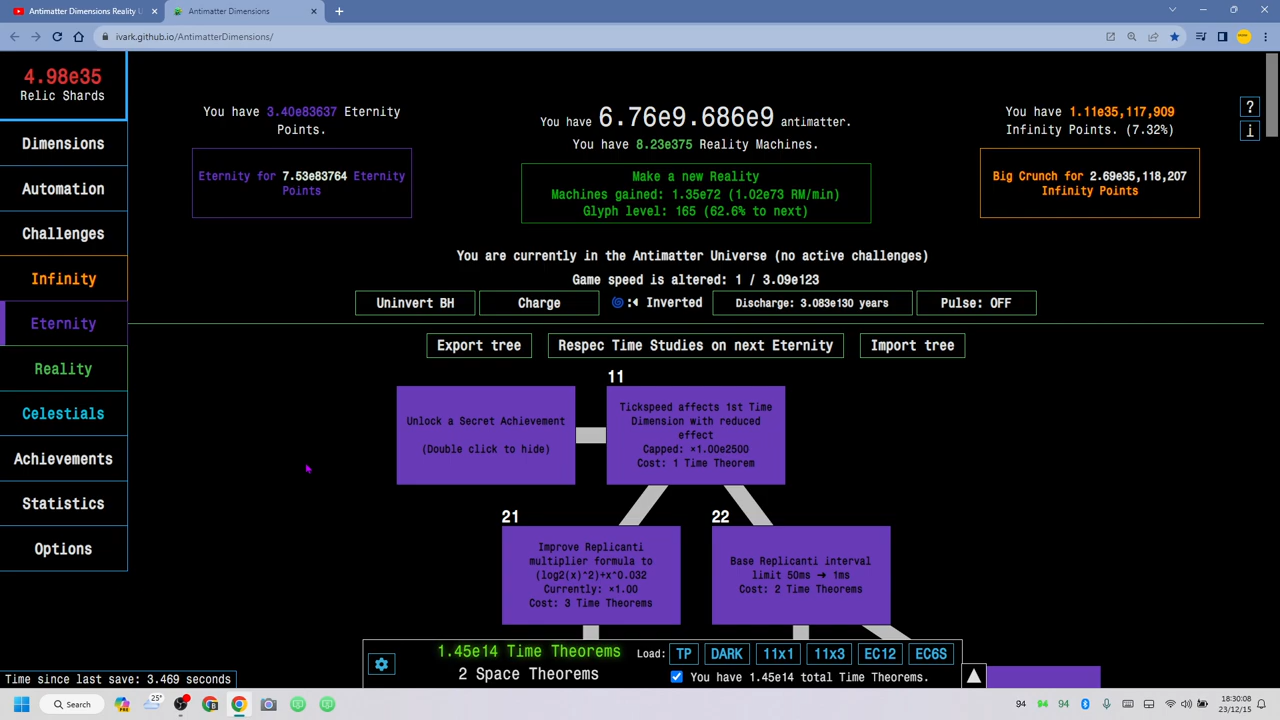 Antimatter Dimensions Reality U
Antimatter Dimensions
ivark.github.io/AntimatterDimensions/
4.98e35
Relic Shards
Dimensions
Automation
Challenges
Infinity
Eternity
Reality
Celestials
Achievements
Statistics
Options
You have 3.40e83637 Eternity
Points.
Eternity for 7.53e83764 Eternity
Points
You have 6.76e9.686e9 antimatter.
You have 8.23e375 Reality Machines.
Make a new Reality
Machines gained: 1.35e72 (1.02e73 RM/min)
Glyph level: 165 (62.6% to next)
You have 1.11e35,117,909
Infinity Points. (7.32%)
Big Crunch for 2.69e35,118,207
Infinity Points
?
i
You are currently in the Antimatter Universe (no active challenges)
Game speed is altered: 1 / 3.09e123
Uninvert BH
Charge
Inverted
Discharge: 3.083e130 years
Pulse: OFF
Export tree
Respec Time Studies on next Eternity
Import tree
Unlock a Secret Achievement
(Double click to hide)
11
Tickspeed affects 1st Time
Dimension with reduced
effect
Capped: ×1.00e2500
Cost: 1 Time Theorem
21
Improve Replicanti
multiplier formula to
(log2(x)^2)+x^0.032
Currently: ×1.00
Cost: 3 Time Theorems
22
Base Replicanti interval
limit 50ms ➜ 1ms
Cost: 2 Time Theorems
1.45e14 Time Theorems
2 Space Theorems
Load:
TP
DARK
11x1
11x3
EC12
EC6S
You have 1.45e14 total Time Theorems.
▲
Time since last save: 3.469 seconds
Search
25°
94
94
94
18:30:08
23/12/15